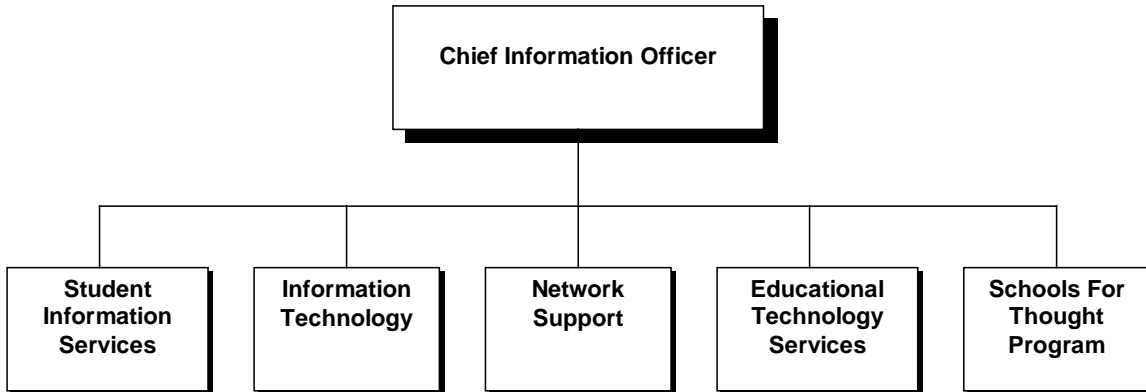 Chief Information Officer
Student
Information
Services
Information
Technology
Network
Support
Educational
Technology
Services
Schools For
Thought
Program